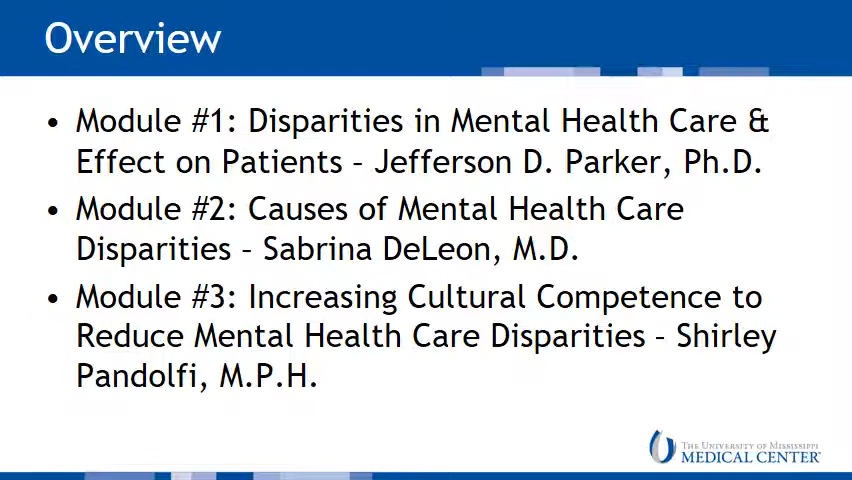 Overview
• Module #1: Disparities in Mental Health Care &
Effect on Patients – Jefferson D. Parker, Ph.D.
• Module #2: Causes of Mental Health Care
Disparities – Sabrina DeLeon, M.D.
• Module #3: Increasing Cultural Competence to
Reduce Mental Health Care Disparities – Shirley
Pandolfi, M.P.H.
THE UNIVERSITY OF MISSISSIPPI
MEDICAL CENTER